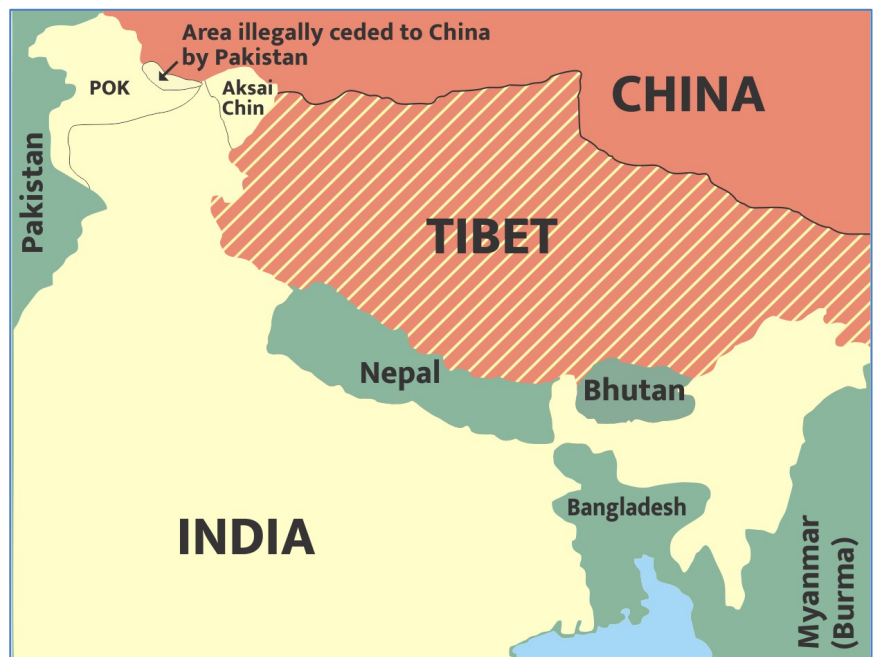 Area illegally ceded to China
by Pakistan
POK
Aksai
Chin
CHINA
Pakistan
TIBET
Nepal
Bhutan
INDIA
Bangladesh
Myanmar
(Burma)